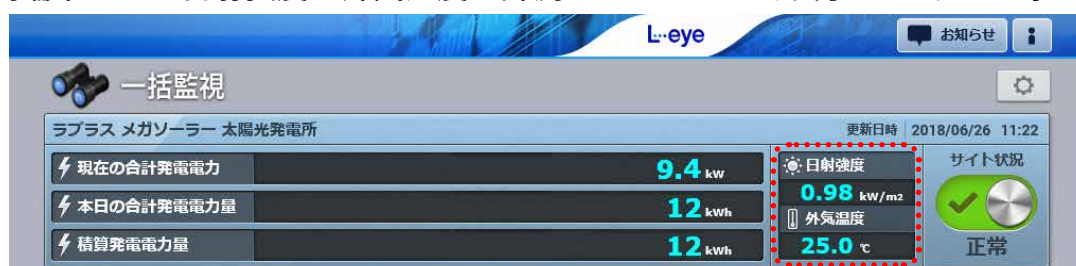 L・・eye
お知らせ
一括監視
ラプラス メガソーラー 太陽光発電所
更新日時 2018/06/26 11:22
現在の合計発電電力 9.4 kW
本日の合計発電電力量 12 kWh
積算発電電力量 12 kWh
日射強度
0.98 kW/m2
外気温度
25.0 ℃
サイト状況
正常